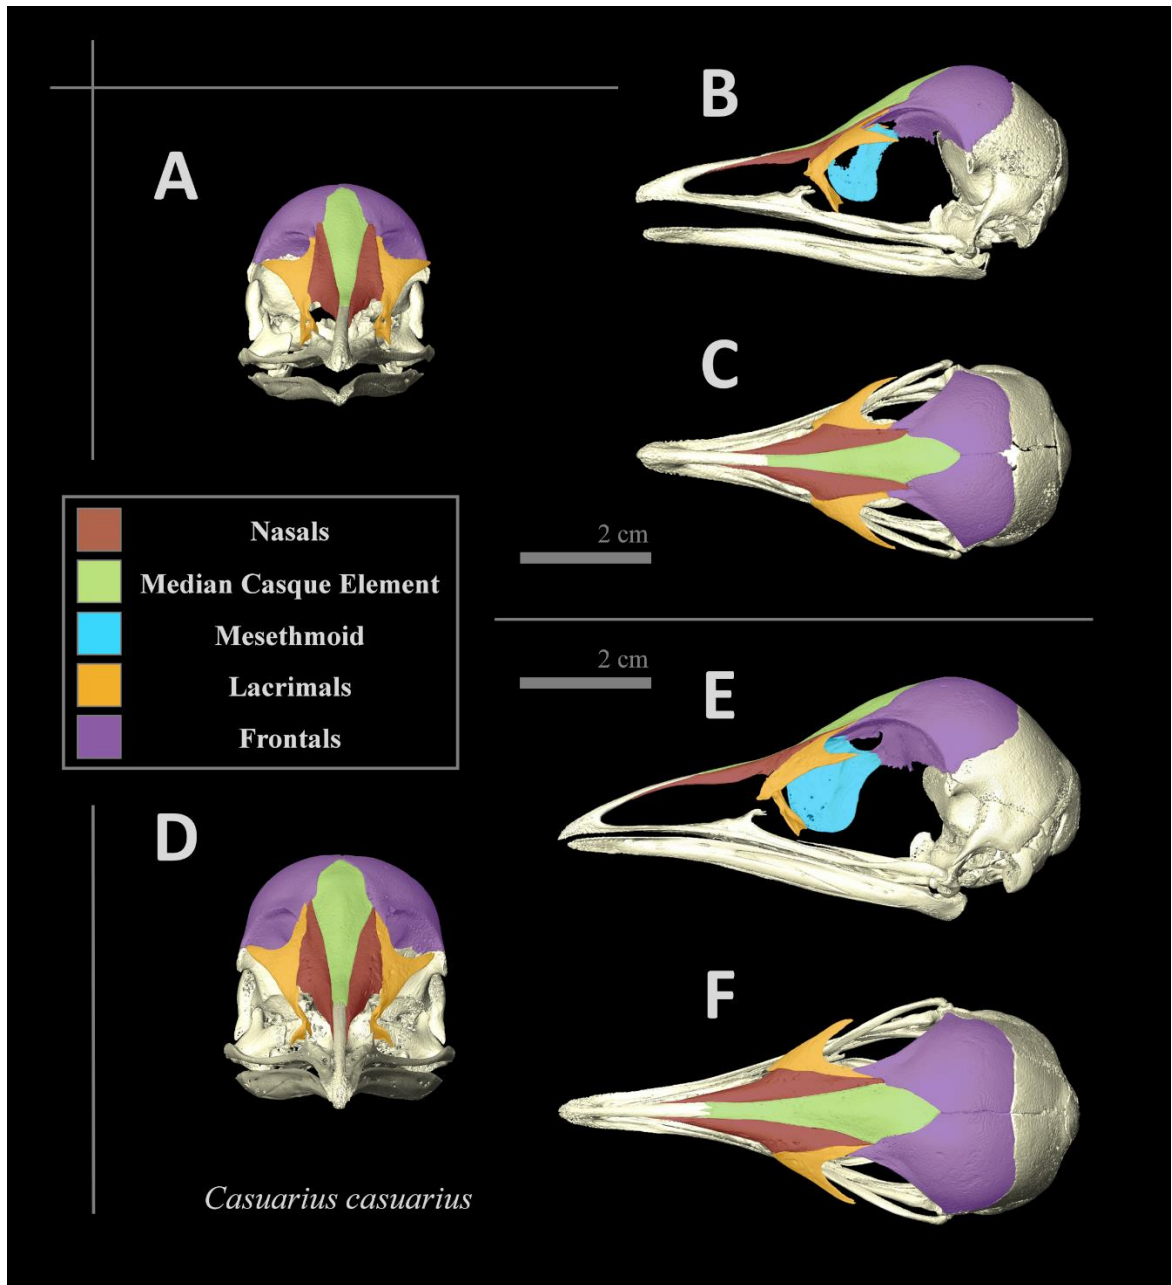 A
B
C
Nasals
Median Casque Element
Mesethmoid
Lacrimals
Frontals
2 cm
2 cm
D
E
F
Casuarius casuarius